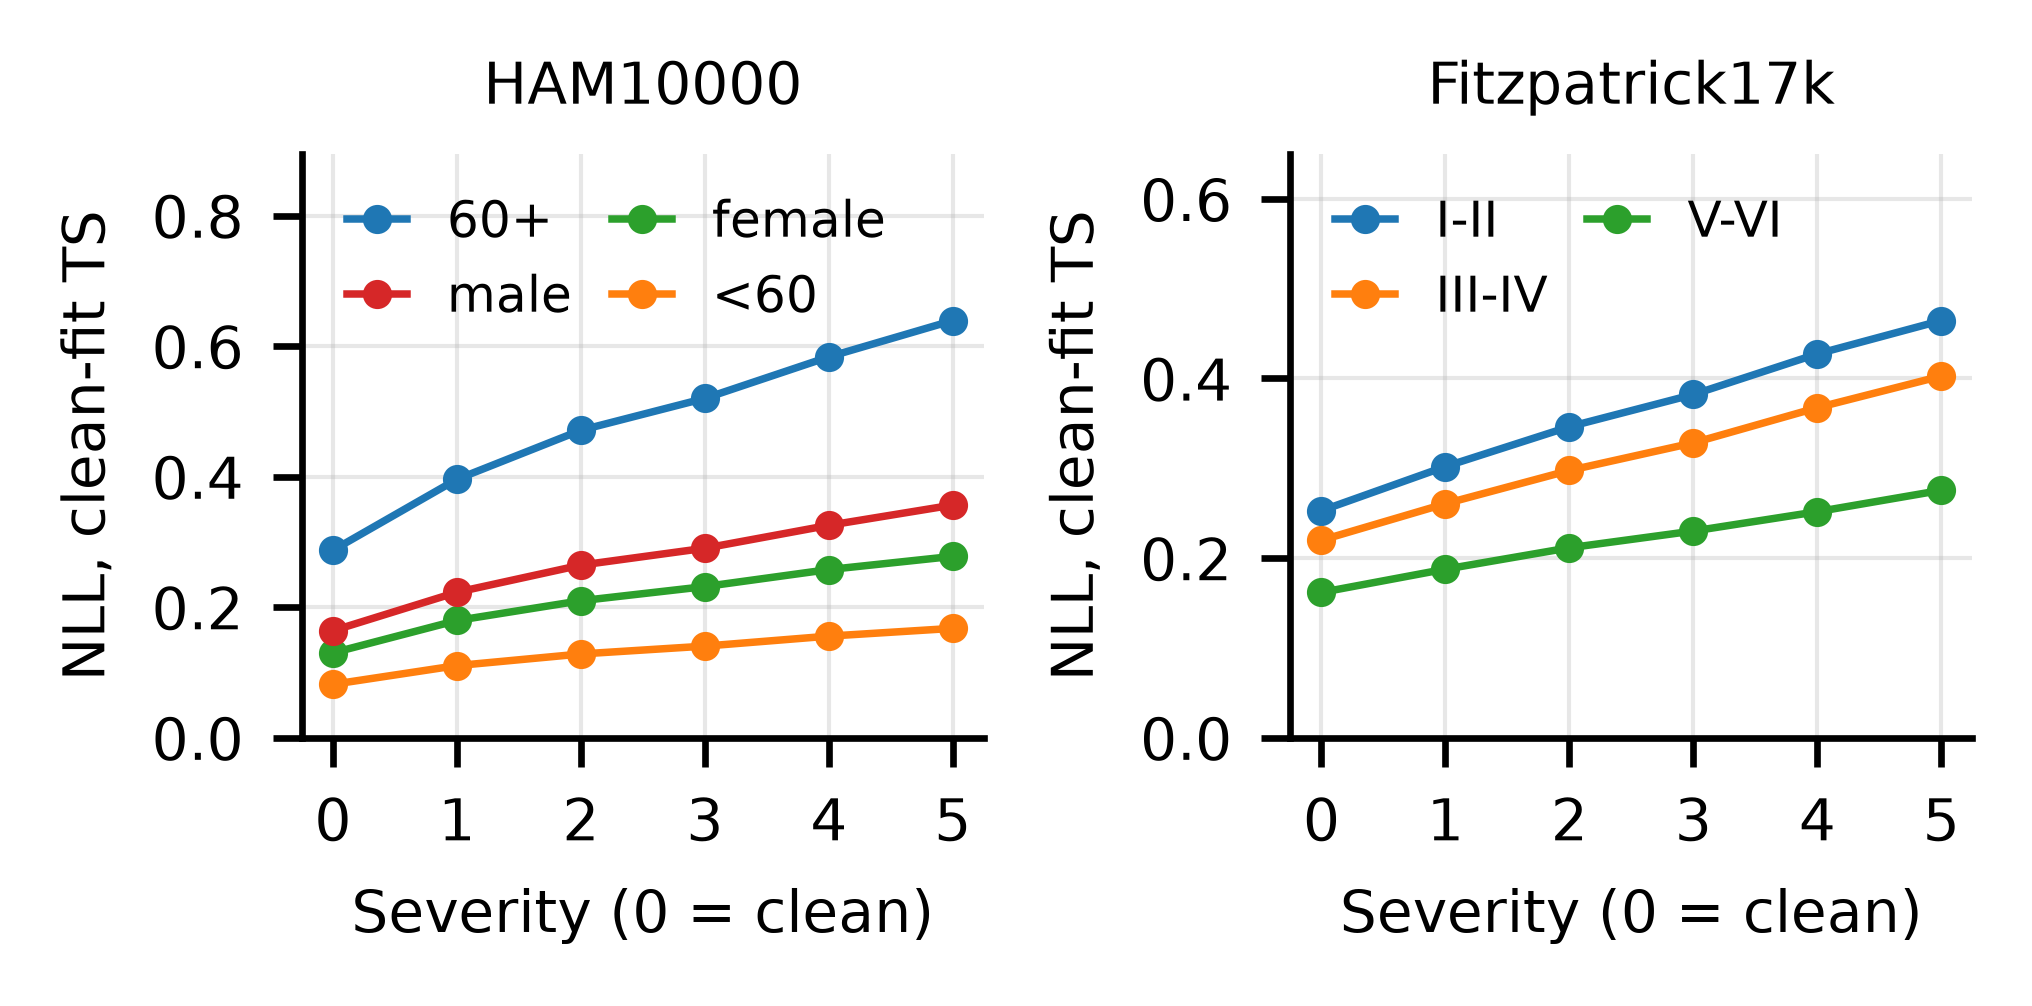 HAM10000
NLL, clean-fit TS
0.8
0.6
0.4
0.2
0.0
60+
female
male
<60
0 1 2 3 4 5
Severity (0 = clean)
Fitzpatrick17k
NLL, clean-fit TS
0.6
0.4
0.2
0.0
I-II
V-VI
III-IV
0 1 2 3 4 5
Severity (0 = clean)